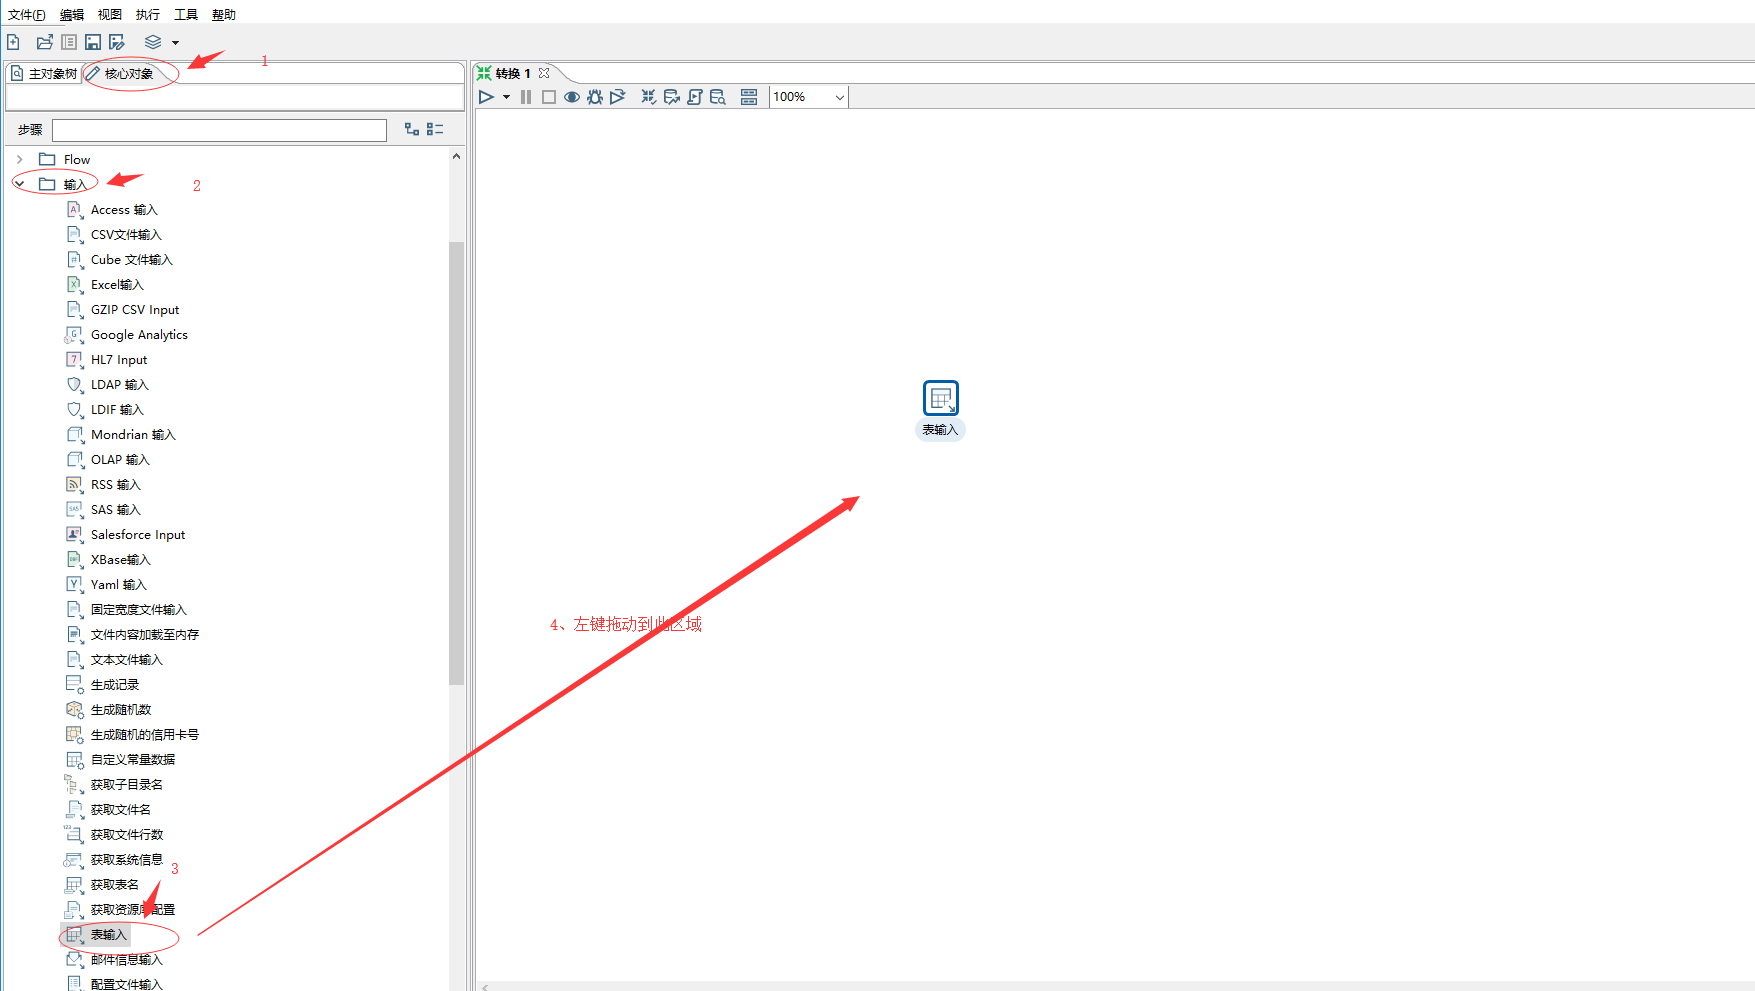 文件(F) 编辑 视图 执行 工具 帮助
1
主对象树 核心对象
转换 1
100%
步骤
Flow
输入
2
Access 输入
CSV文件输入
Cube 文件输入
Excel输入
GZIP CSV Input
Google Analytics
HL7 Input
LDAP 输入
LDIF 输入
Mondrian 输入
OLAP 输入
RSS 输入
SAS 输入
Salesforce Input
XBase输入
Yaml 输入
固定宽度文件输入
文件内容加载至内存
文本文件输入
生成记录
生成随机数
生成随机的信用卡号
自定义常量数据
获取子目录名
获取文件名
获取文件行数
获取系统信息
3
获取表名
获取资源库配置
表输入
邮件信息输入
配置文件输入
表输入
4、左键拖动到此区域